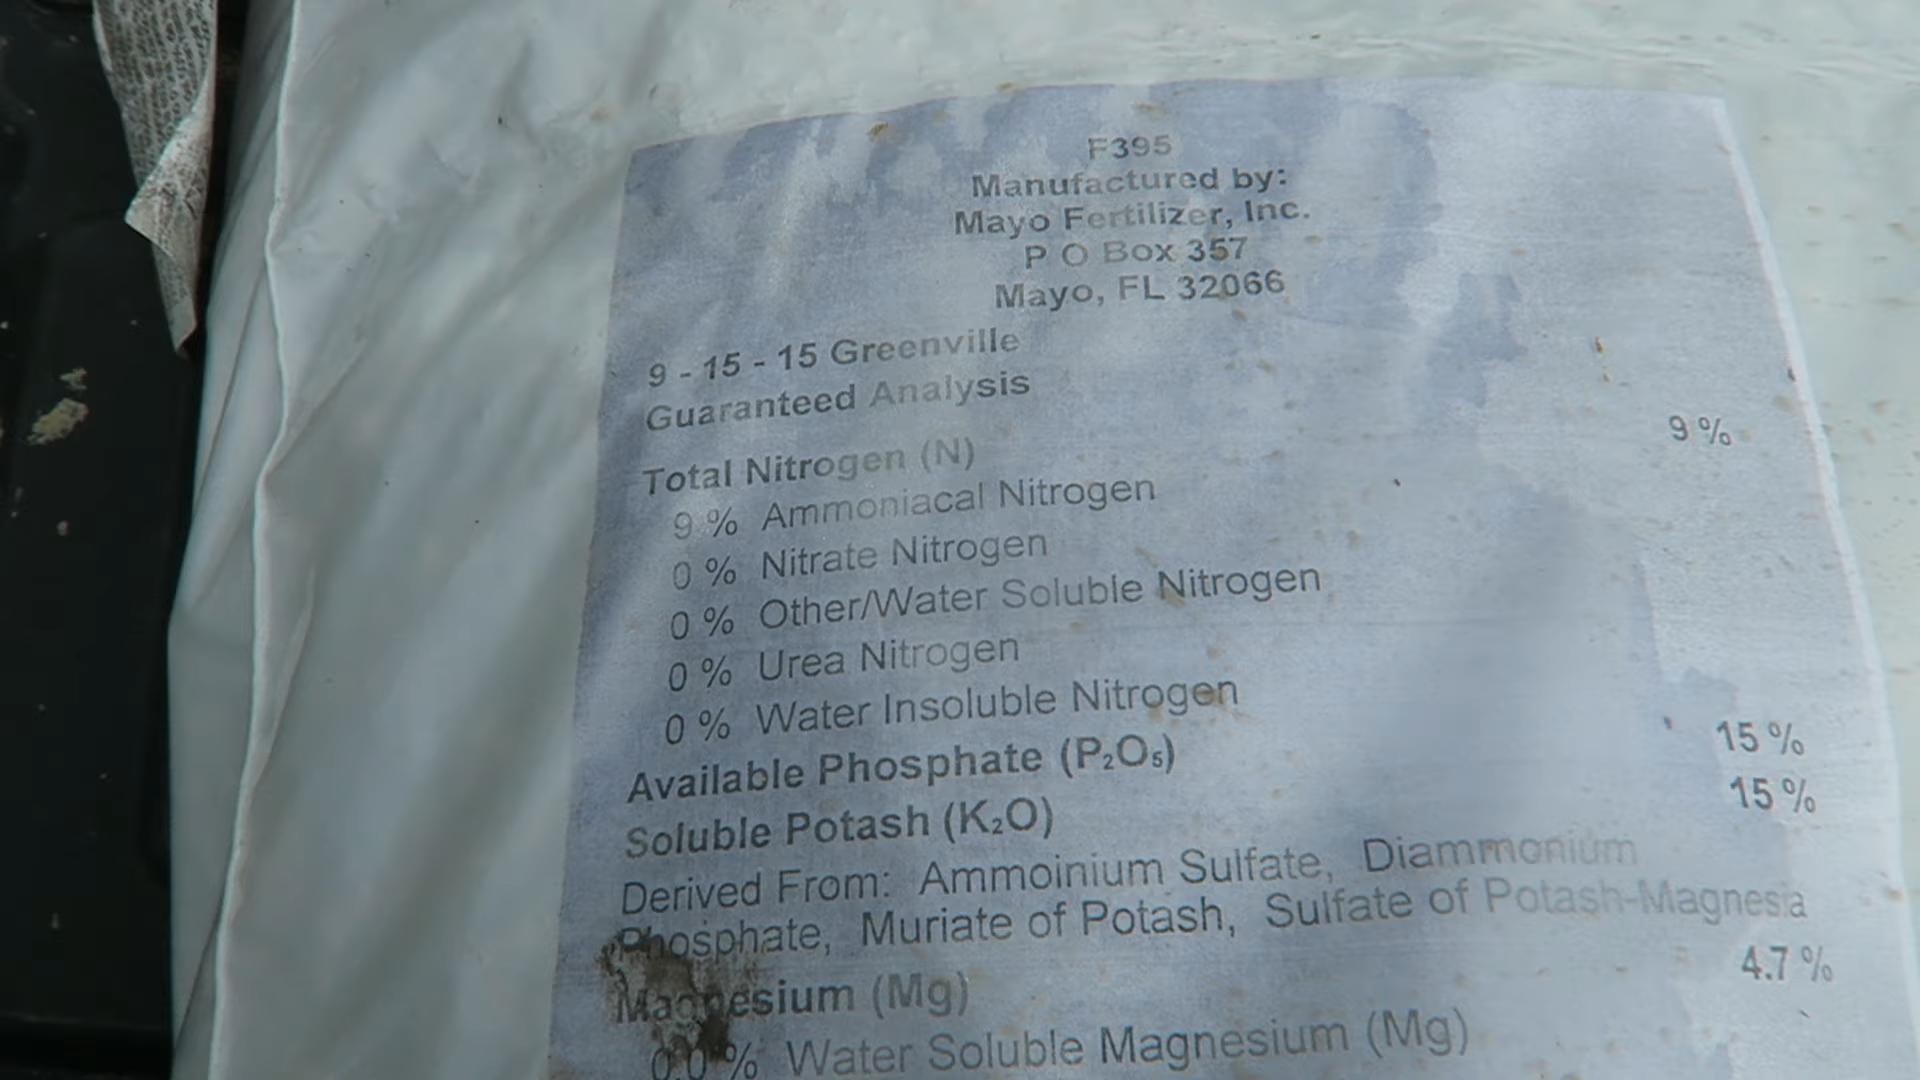 F395
Manufactured by:
Mayo Fertilizer, Inc.
P O Box 357
Mayo, FL 32066
9 - 15 - 15 Greenville
Guaranteed Analysis
Total Nitrogen (N) 9 %
9 % Ammoniacal Nitrogen
0 % Nitrate Nitrogen
0 % Other/Water Soluble Nitrogen
0 % Urea Nitrogen
0 % Water Insoluble Nitrogen
Available Phosphate (P₂O₅) 15 %
Soluble Potash (K₂O) 15 %
Derived From: Ammoinium Sulfate, Diammonium
Phosphate, Muriate of Potash, Sulfate of Potash-Magnesia
Magnesium (Mg) 4.7 %
0.0 % Water Soluble Magnesium (Mg)